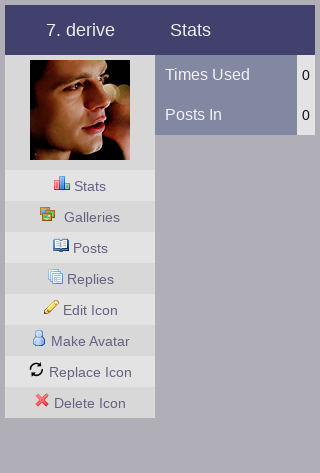 7. derive
Stats
Times Used 0
Posts In 0
Stats
Galleries
Posts
Replies
Edit Icon
Make Avatar
Replace Icon
Delete Icon